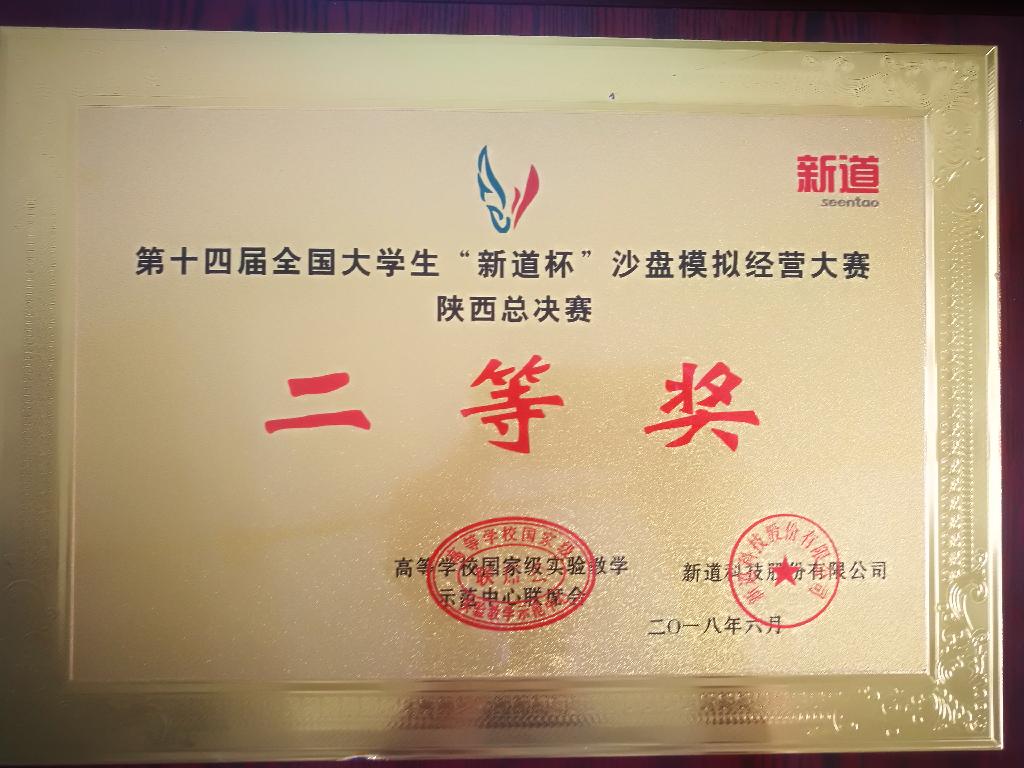 新道
seentao
第十四届全国大学生“新道杯”沙盘模拟经营大赛
陕西总决赛
二等奖
高等学校国家级实验教学
示范中心联席会
新道科技股份有限公司
二〇一八年六月